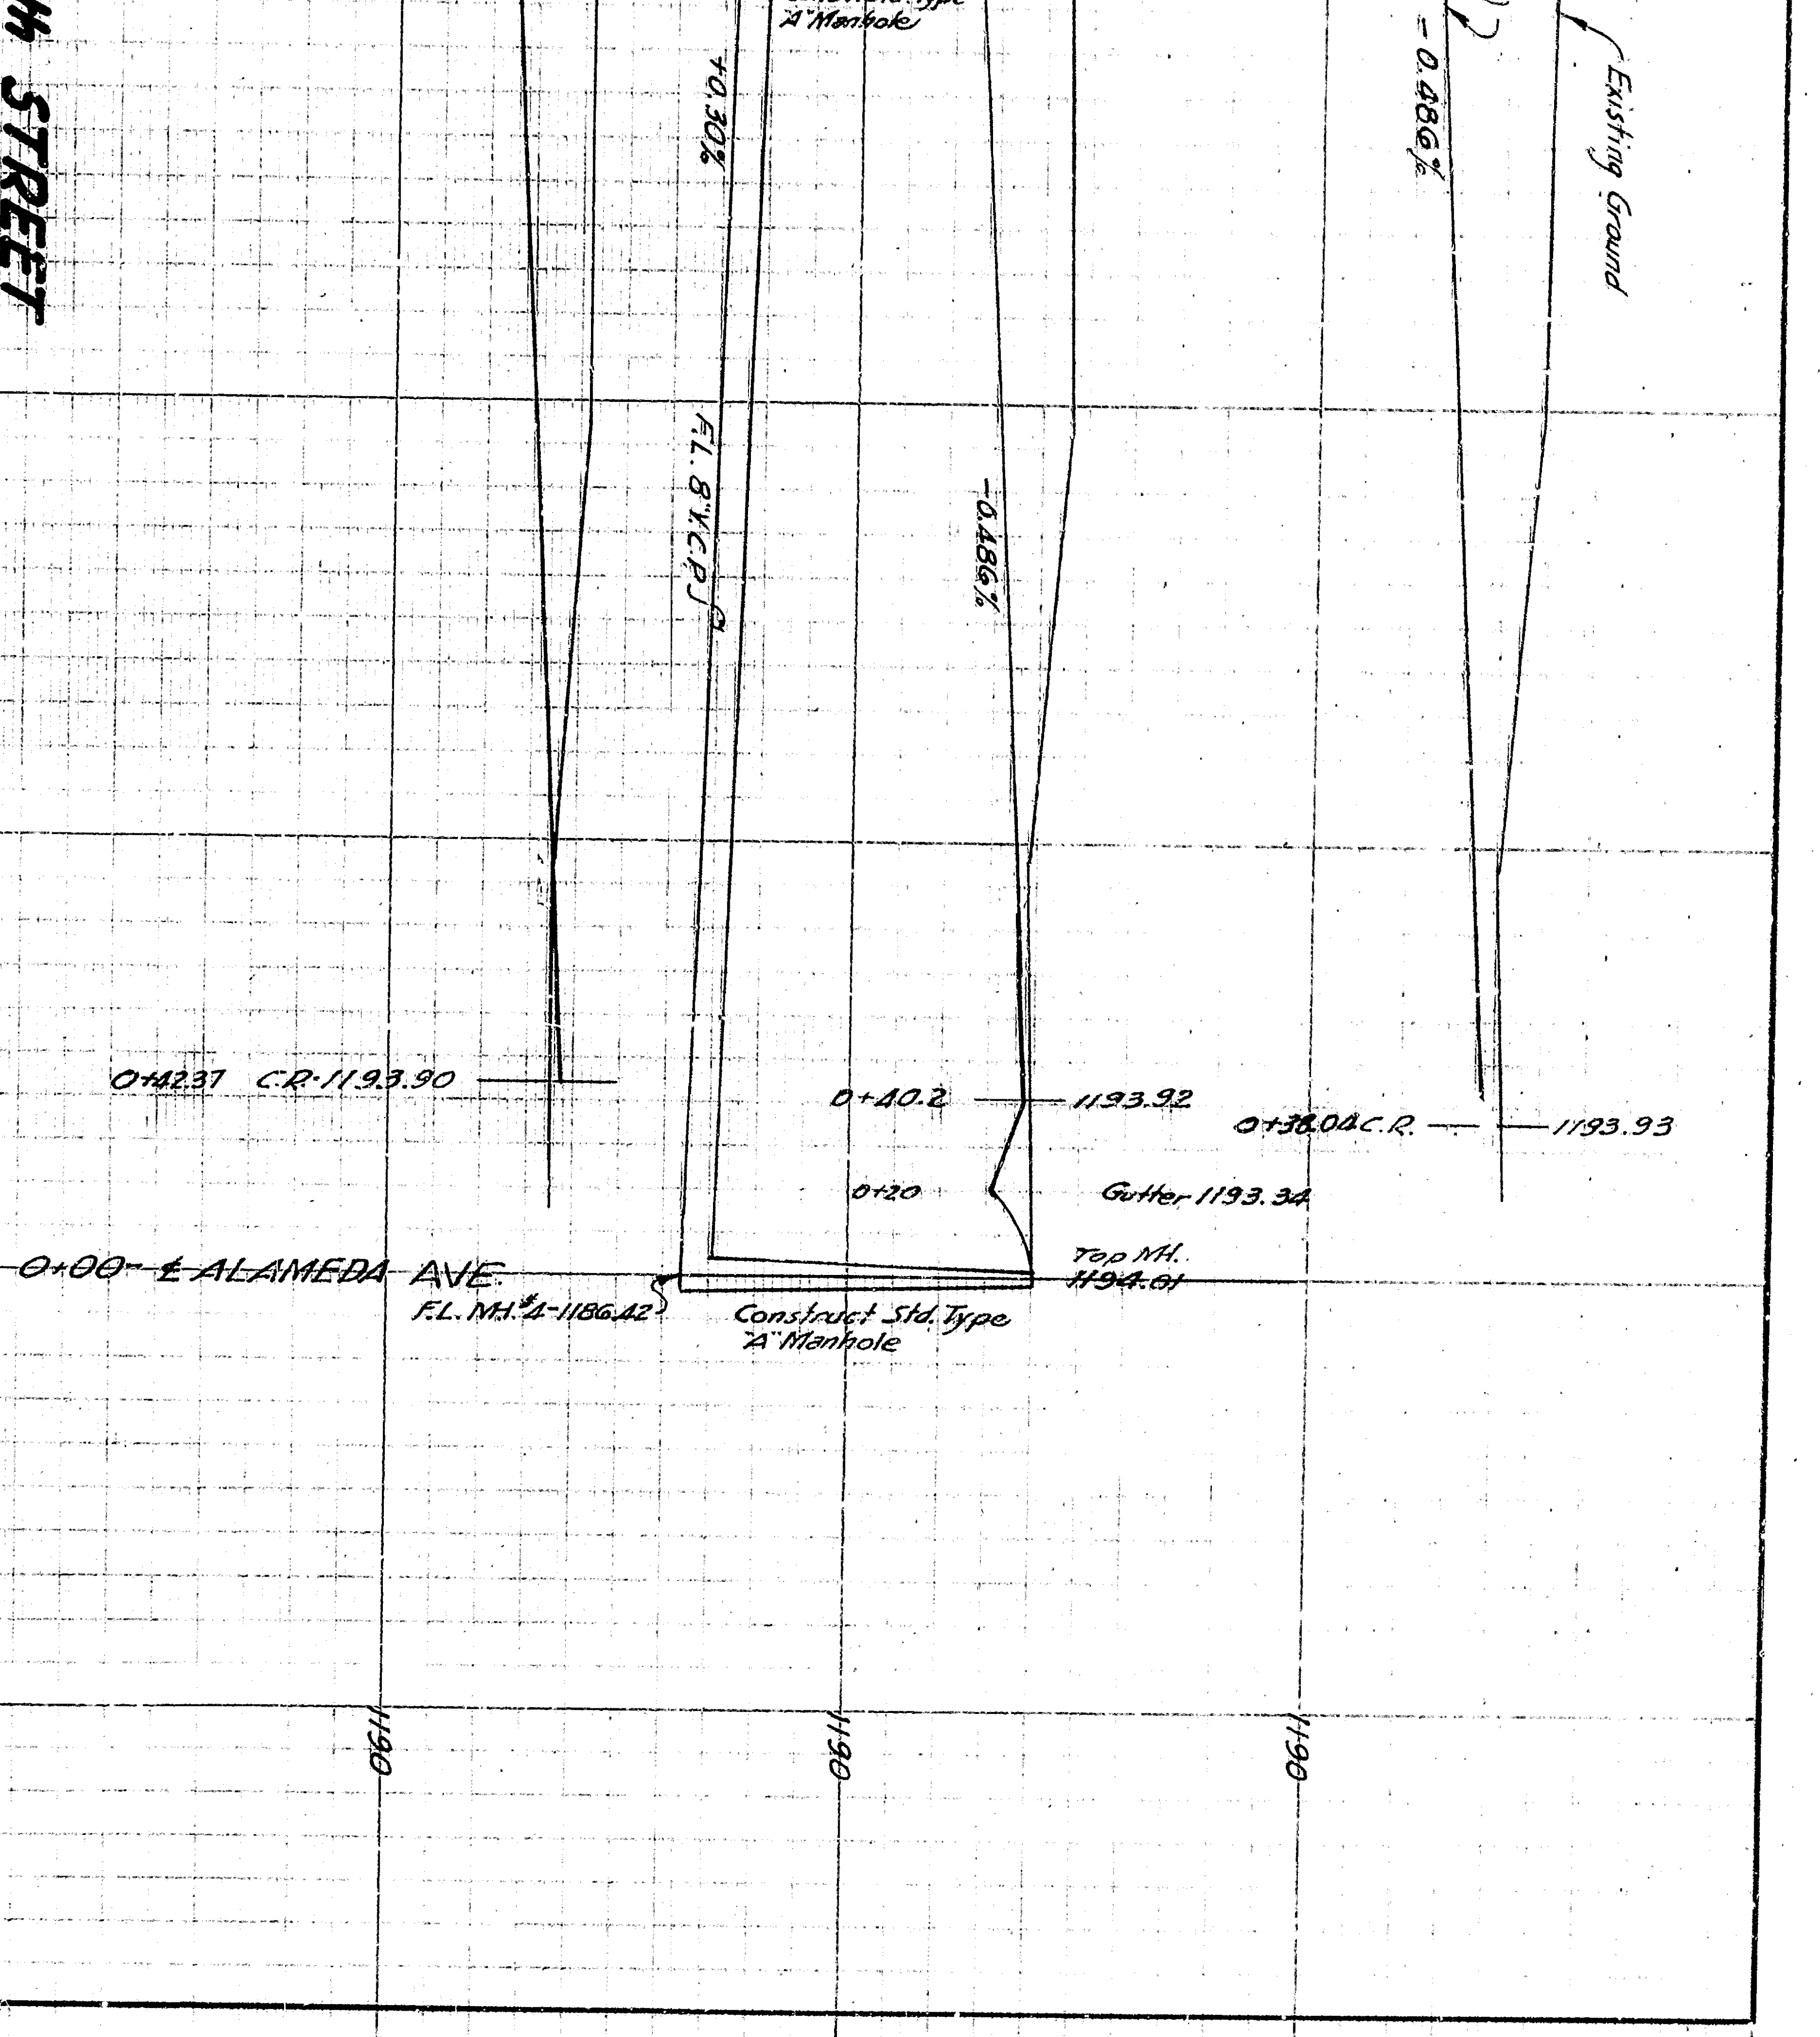 "A" Manhole
th STREET
+0.30%
= 0.486%
Existing Ground
F.L. 8" V.C.P.
-0.486%
0+42.37 C.R.-1193.90
0+40.2 1193.92
0+38.04 C.R. 1193.93
0+20 Gutter 1193.34
0+00- ℄ ALAMEDA AVE.
Top M.H.
1194.01
F.L. M.H. #4-1186.42
Construct Std. Type
"A" Manhole
1190
1190
1190